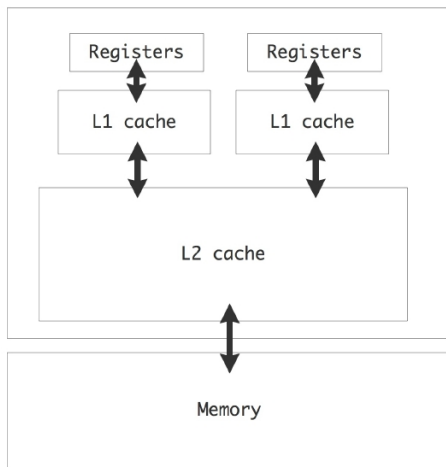 Registers
Registers
L1 cache
L1 cache
L2 cache
Memory